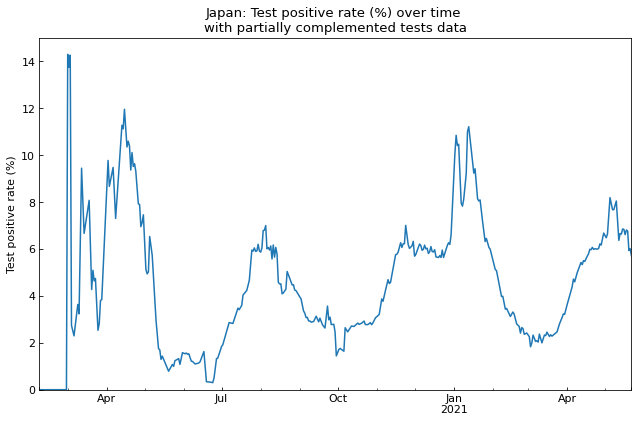 Japan: Test positive rate (%) over time
with partially complemented tests data
Test positive rate (%)
14
12
10
8
6
4
2
0
Apr
Jul
Oct
Jan
2021
Apr